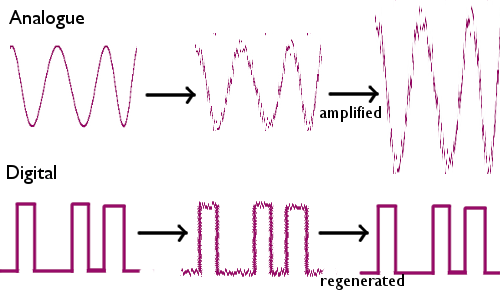 Analogue
amplified
Digital
regenerated